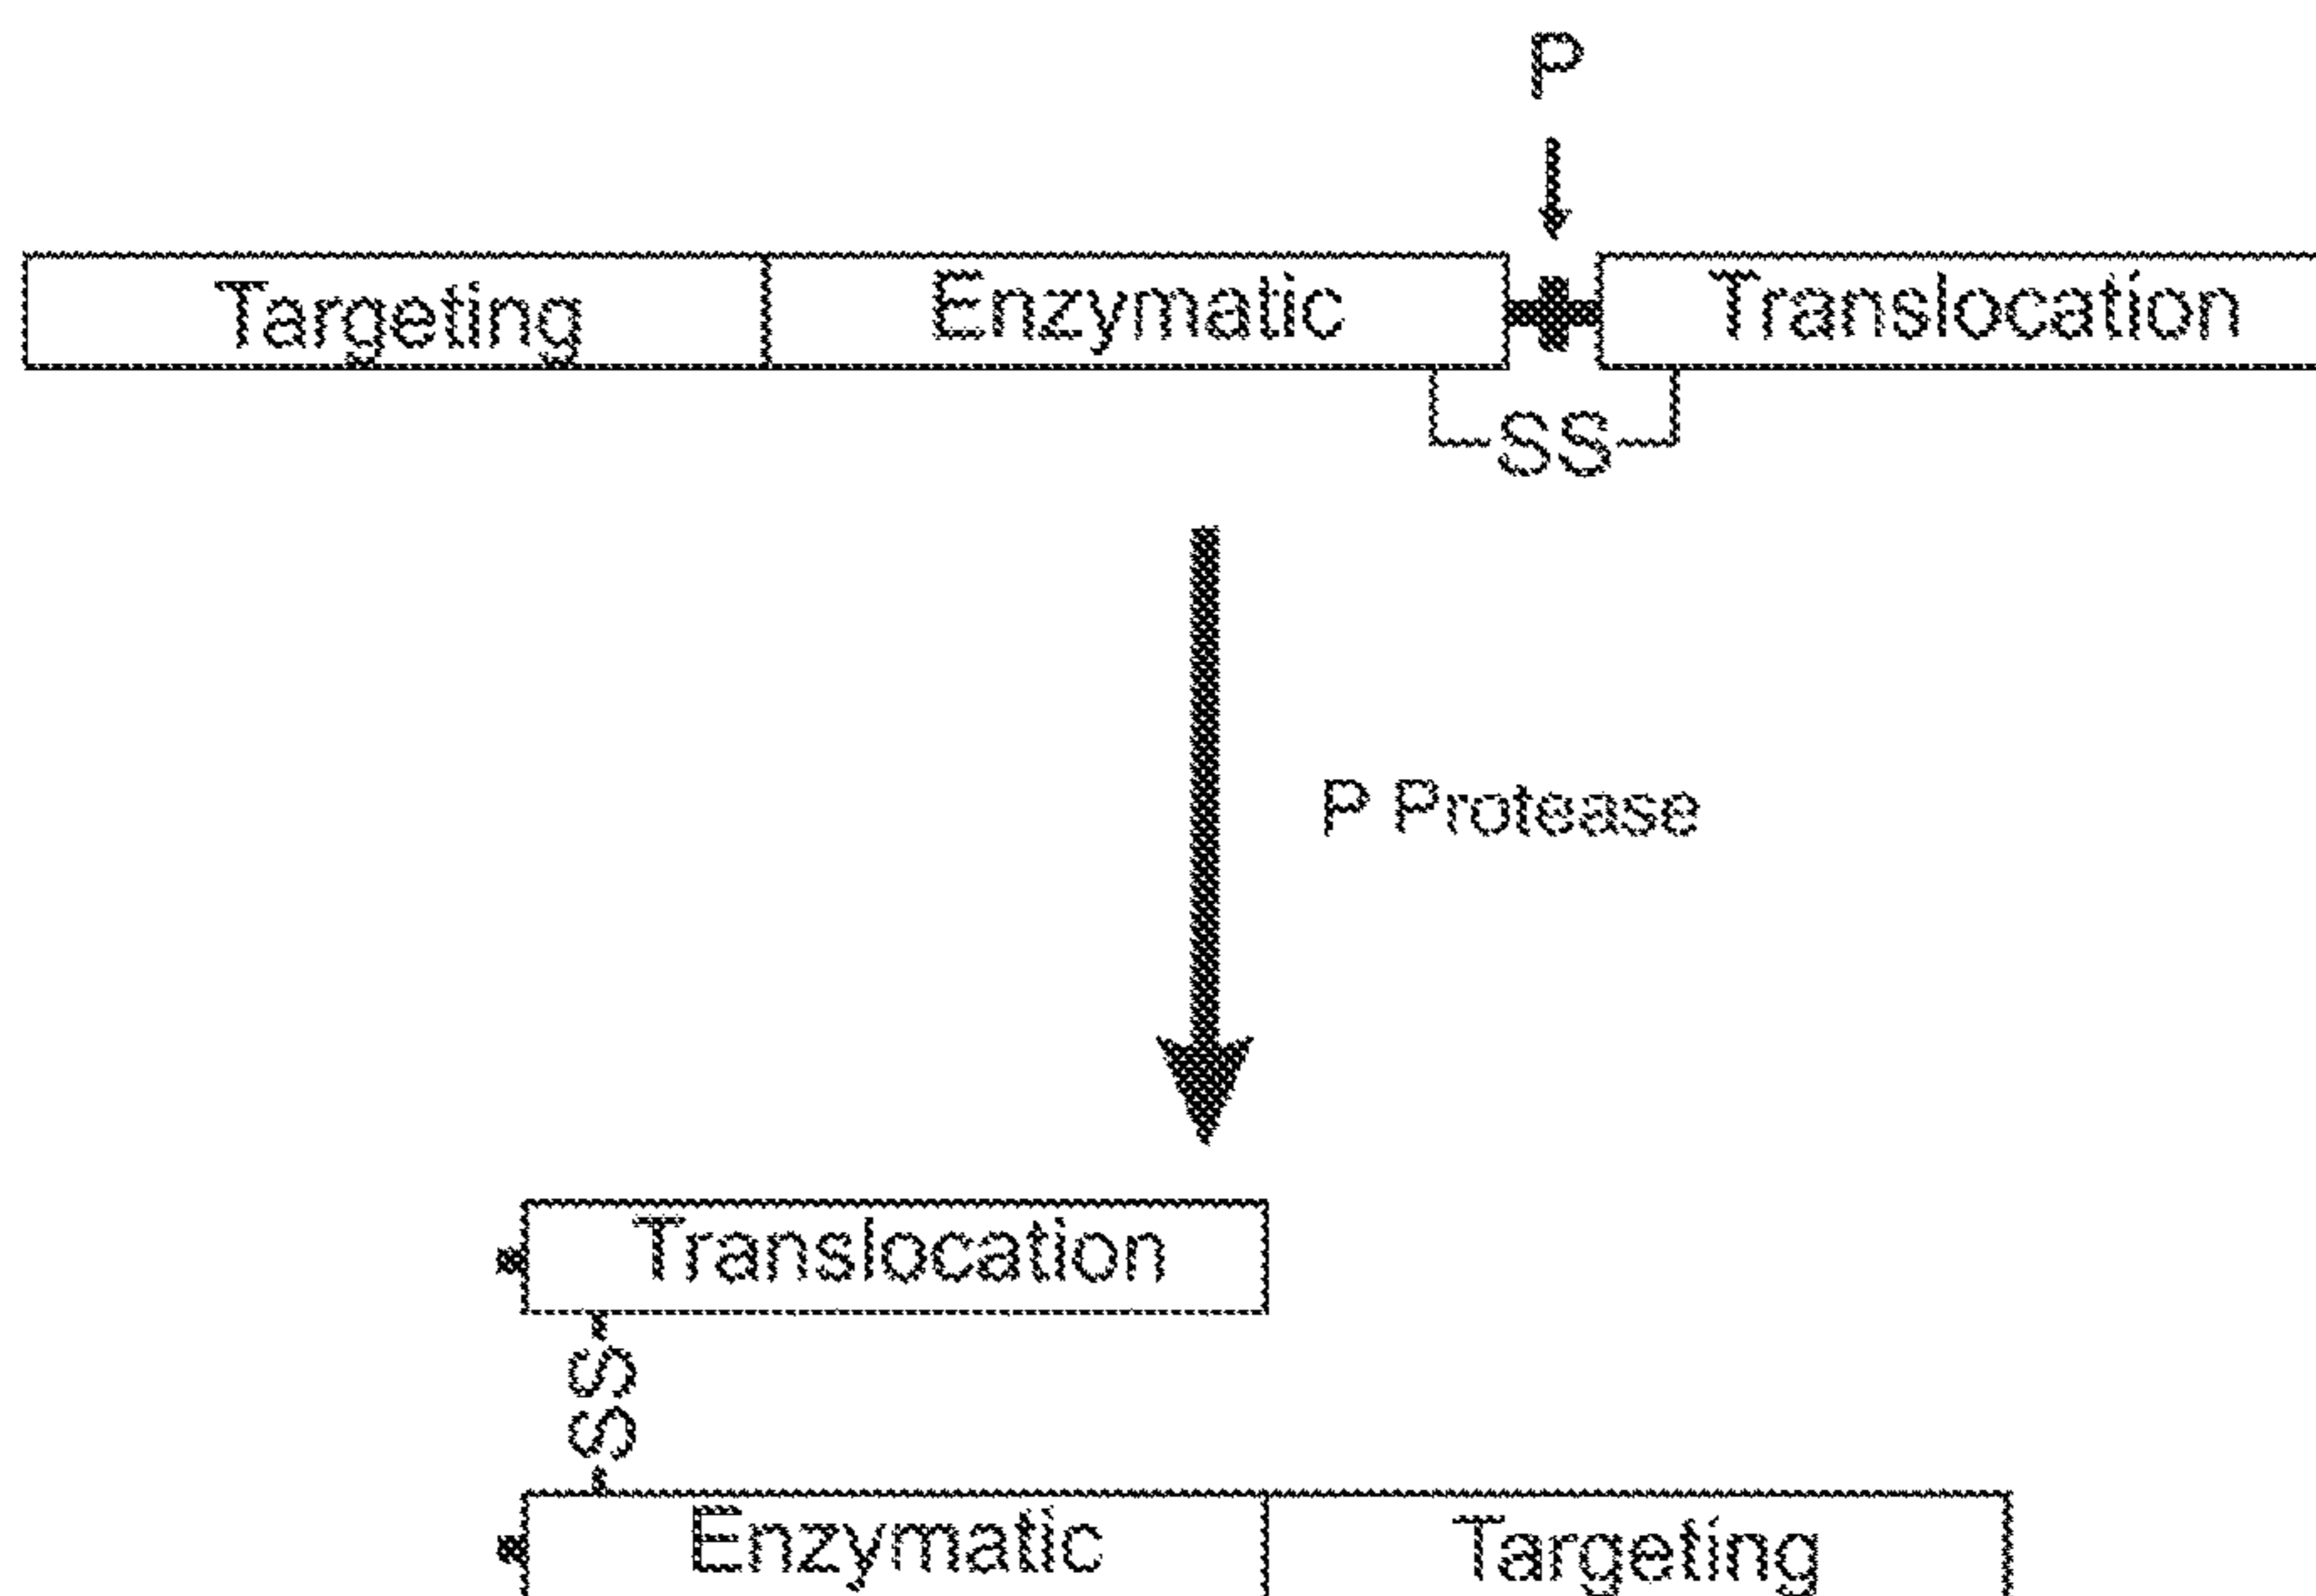 P
Targeting Enzymatic Translocation
SS
P Protease
Translocation
SS
Enzymatic Targeting